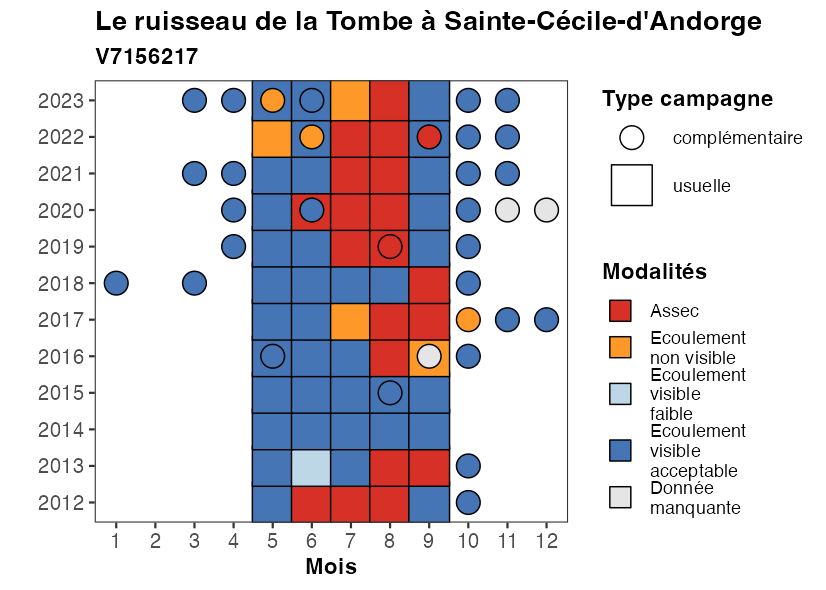 Le ruisseau de la Tombe à Sainte-Cécile-d'Andorge
V7156217
2023
2022
2021
2020
2019
2018
2017
2016
2015
2014
2013
2012
1 2 3 4 5 6 7 8 9 10 11 12
Mois
Type campagne
complémentaire
usuelle
Modalités
Assec
Ecoulement
non visible
Ecoulement
visible
faible
Ecoulement
visible
acceptable
Donnée
manquante